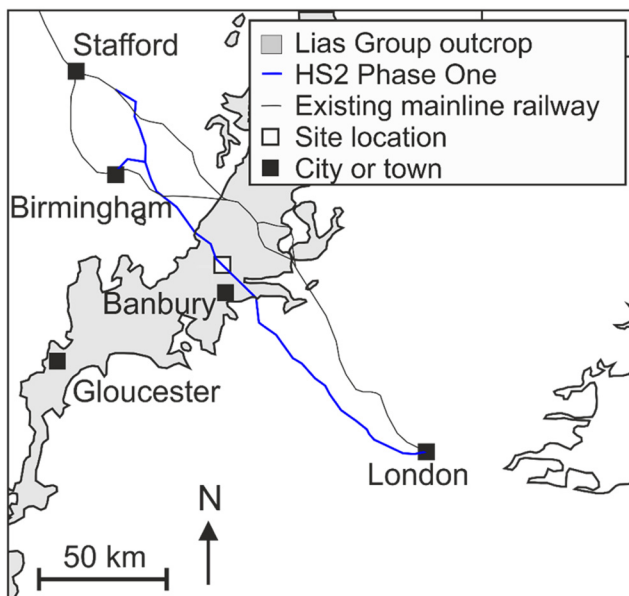 Stafford
Lias Group outcrop
HS2 Phase One
Existing mainline railway
Site location
City or town
Birmingham
Banbury
Gloucester
London
N
50 km